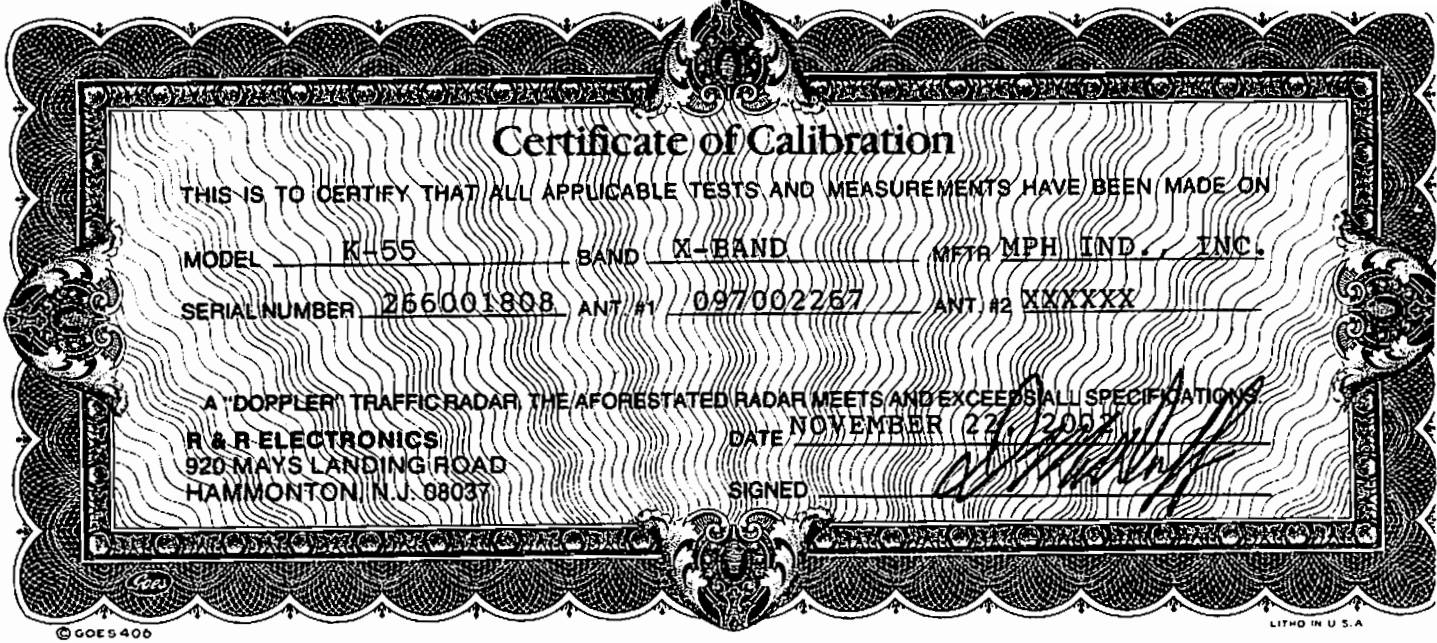 Certificate of Calibration
THIS IS TO CERTIFY THAT ALL APPLICABLE TESTS AND MEASUREMENTS HAVE BEEN MADE ON
MODEL K-55 BAND X-BAND MFTR MPH IND., INC.
SERIAL NUMBER 266001808 ANT. #1 097002267 ANT. #2 XXXXXX
A "DOPPLER" TRAFFIC RADAR, THE AFORESTATED RADAR MEETS AND EXCEEDS ALL SPECIFICATIONS.
R & R ELECTRONICS
920 MAYS LANDING ROAD
HAMMONTON, N.J. 08037
DATE NOVEMBER 22, 2002
SIGNED
Goes
© GOES 406
LITHO IN U.S.A